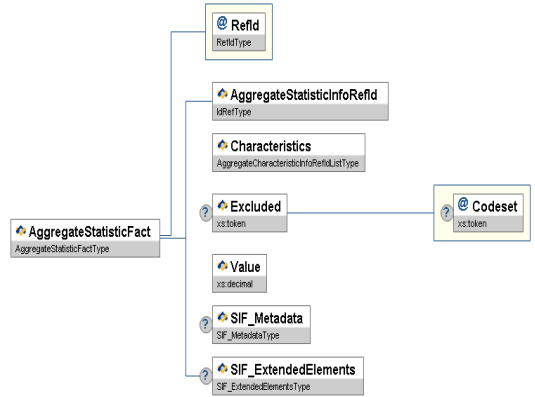 @ RefId
RefIdType
AggregateStatisticInfoRefId
IdRefType
Characteristics
AggregateCharacteristicInfoRefIdListType
? Excluded
xs:token
? @ Codeset
xs:token
AggregateStatisticFact
AggregateStatisticFactType
Value
xs:decimal
? SIF_Metadata
SIF_MetadataType
? SIF_ExtendedElements
SIF_ExtendedElementsType